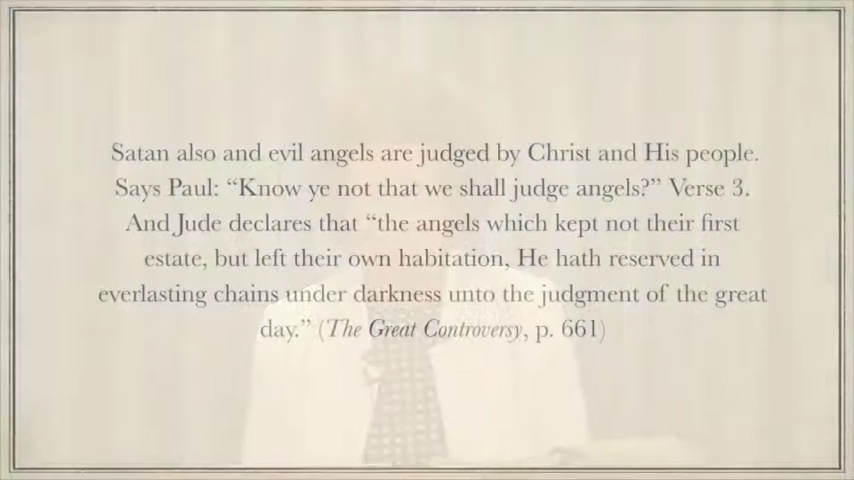 Satan also and evil angels are judged by Christ and His people.
Says Paul: “Know ye not that we shall judge angels?” Verse 3.
And Jude declares that “the angels which kept not their first
estate, but left their own habitation, He hath reserved in
everlasting chains under darkness unto the judgment of the great
day.” (The Great Controversy, p. 661)